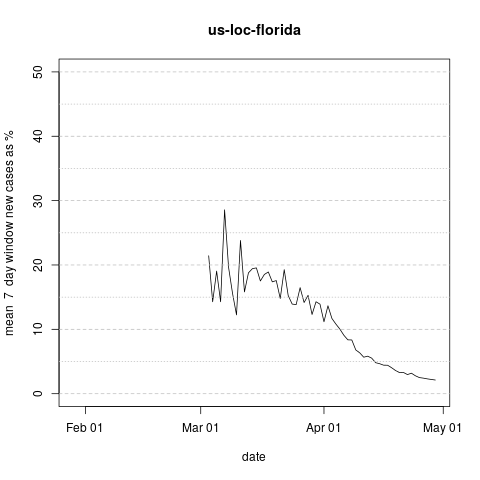 us-loc-florida
mean  7  day window new cases as %
50
40
30
20
10
0
Feb 01
Mar 01
Apr 01
May 01
date